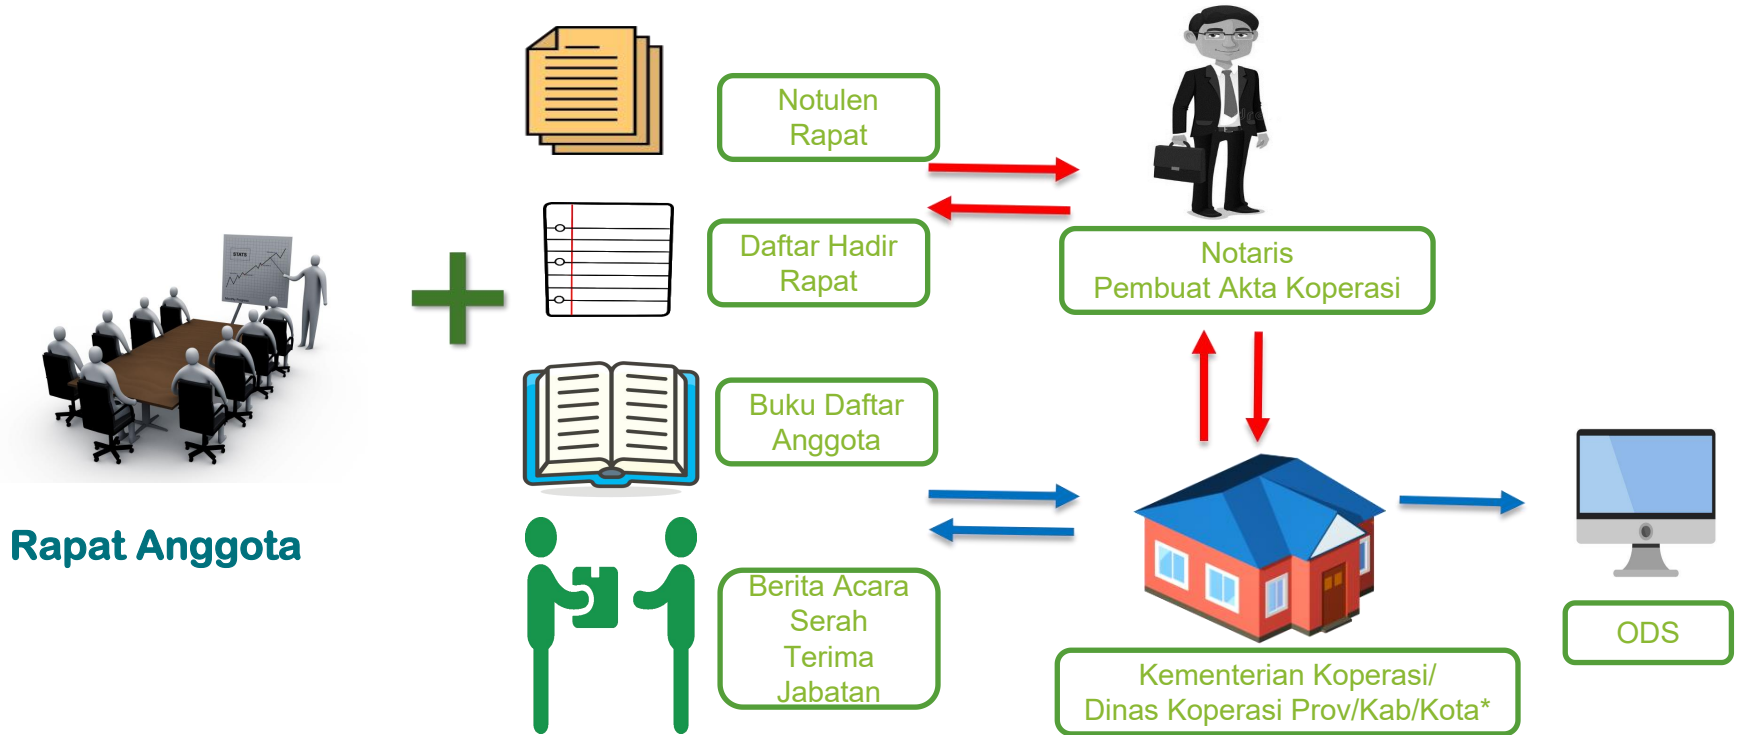 Notulen
Rapat
Daftar Hadir
Rapat
Notaris
Pembuat Akta Koperasi
STATS
Buku Daftar
Anggota
Rapat Anggota
Berita Acara
Serah
Terima
Jabatan
Kementerian Koperasi/
Dinas Koperasi Prov/Kab/Kota*
ODS